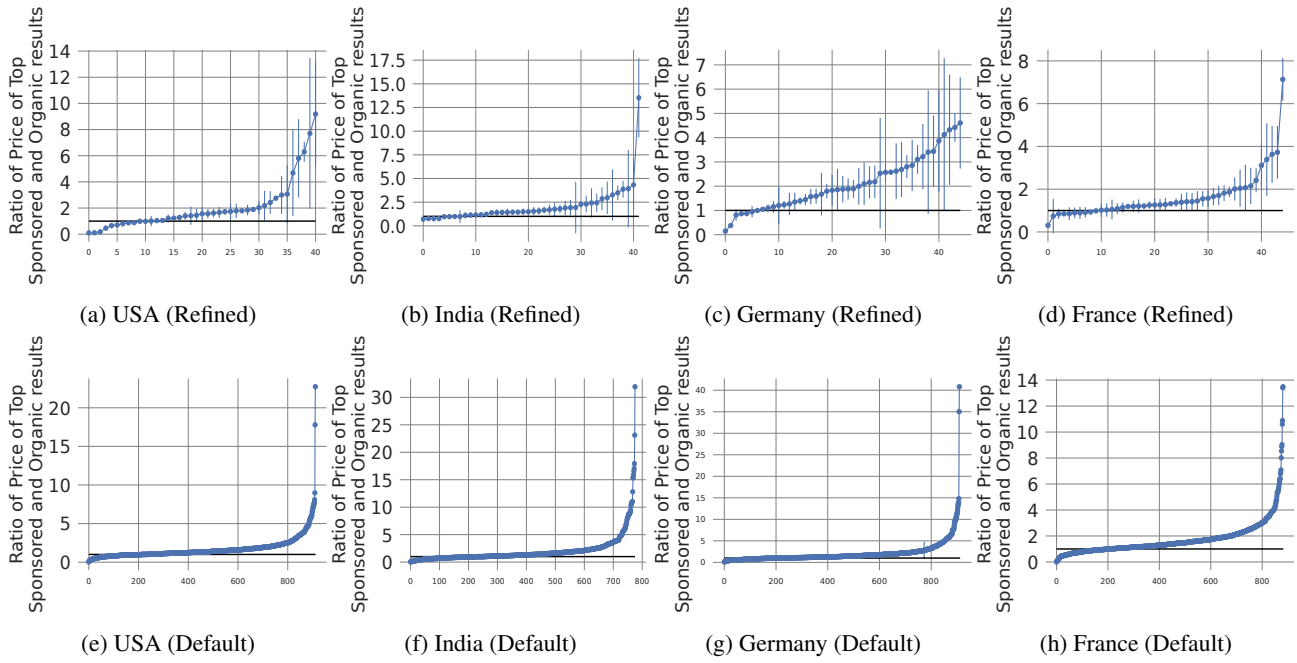 Ratio of Price of Top
Sponsored and Organic results
14
12
10
8
6
4
2
0
0 5 10 15 20 25 30 35 40
(a) USA (Refined)
Ratio of Price of Top
Sponsored and Organic results
17.5
15.0
12.5
10.0
7.5
5.0
2.5
0.0
0 10 20 30 40
(b) India (Refined)
Ratio of Price of Top
Sponsored and Organic results
7
6
5
4
3
2
1
0
0 10 20 30 40
(c) Germany (Refined)
Ratio of Price of Top
Sponsored and Organic results
8
6
4
2
0
0 10 20 30 40
(d) France (Refined)
Ratio of Price of Top
Sponsored and Organic results
20
15
10
5
0
0 200 400 600 800
(e) USA (Default)
Ratio of Price of Top
Sponsored and Organic results
30
25
20
15
10
5
0
0 100 200 300 400 500 600 700 800
(f) India (Default)
Ratio of Price of Top
Sponsored and Organic results
40
35
30
25
20
15
10
5
0
0 200 400 600 800
(g) Germany (Default)
Ratio of Price of Top
Sponsored and Organic results
14
12
10
8
6
4
2
0
0 200 400 600 800
(h) France (Default)